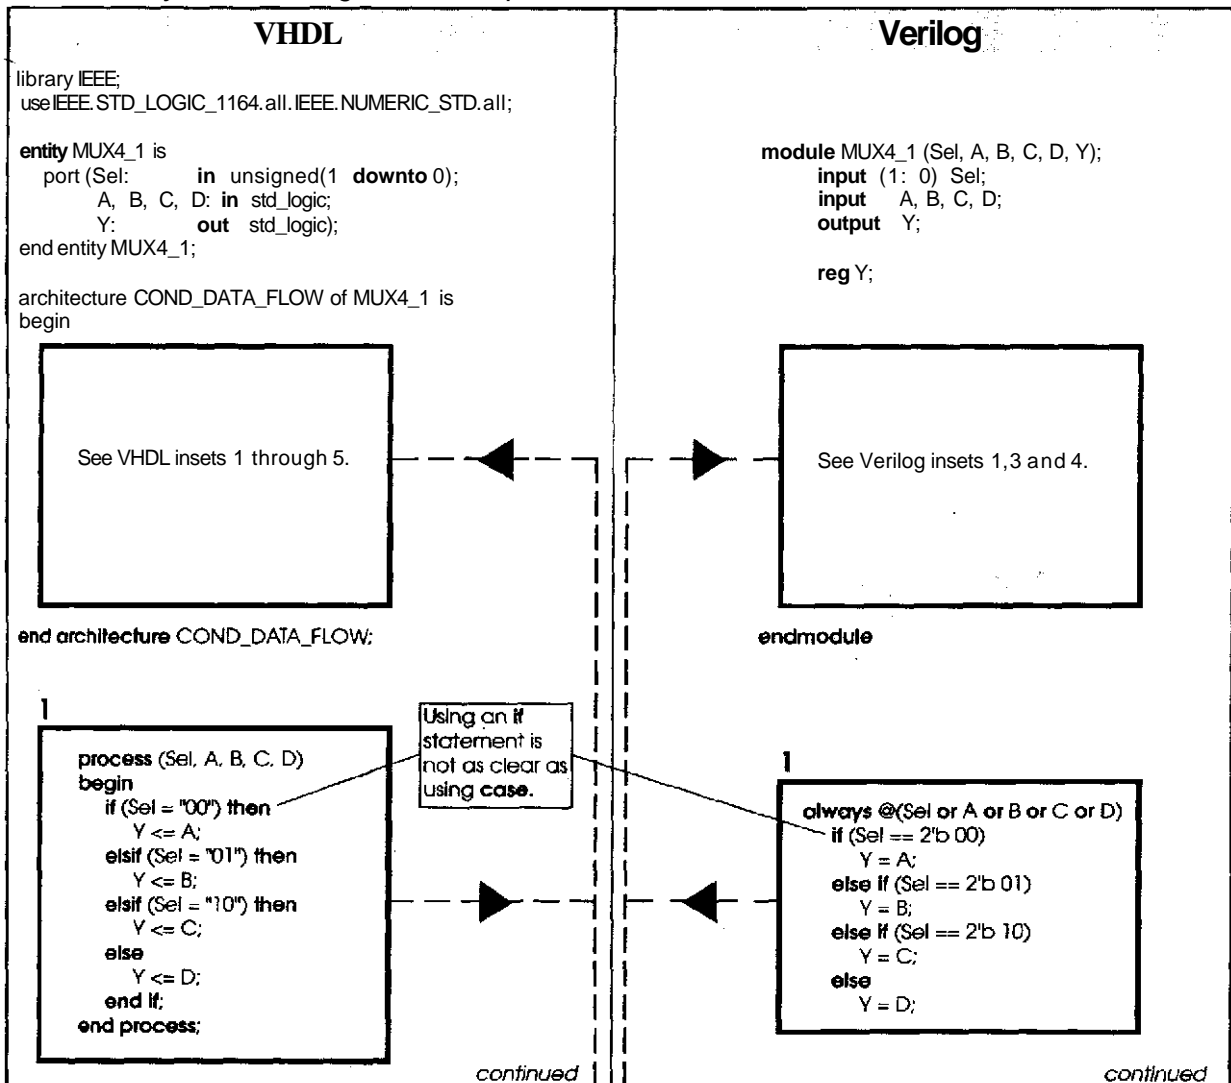 VHDL
library IEEE;
use IEEE.STD_LOGIC_1164.all.IEEE.NUMERIC_STD.all;
entity MUX4_1 is
port (Sel: in unsigned(1 downto 0);
A, B, C, D: in std_logic;
Y: out std_logic);
end entity MUX4_1;
architecture COND_DATA_FLOW of MUX4_1 is
begin
See VHDL insets 1 through 5.
end architecture COND_DATA_FLOW;
1
process (Sel, A, B, C, D)
begin
if (Sel = "00") then
Y <= A;
elsif (Sel = "01") then
Y <= B;
elsif (Sel = "10") then
Y <= C;
else
Y <= D;
end if;
end process;
continued
Using an if
statement is
not as clear as
using case.
Verilog
module MUX4_1 (Sel, A, B, C, D, Y);
input (1: 0) Sel;
input A, B, C, D;
output Y;
reg Y;
See Verilog insets 1,3 and 4.
endmodule
1
always @(Sel or A or B or C or D)
if (Sel == 2'b 00)
Y = A;
else if (Sel == 2'b 01)
Y = B;
else if (Sel == 2'b 10)
Y = C;
else
Y = D;
continued